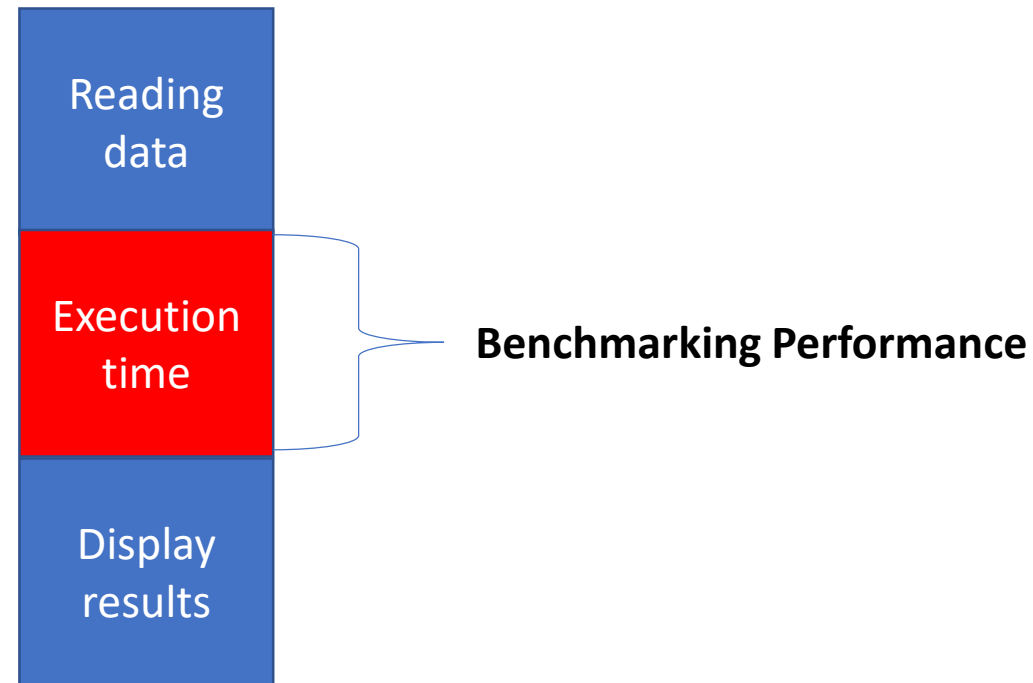 Reading
data
Execution
time
Benchmarking Performance
Display
results